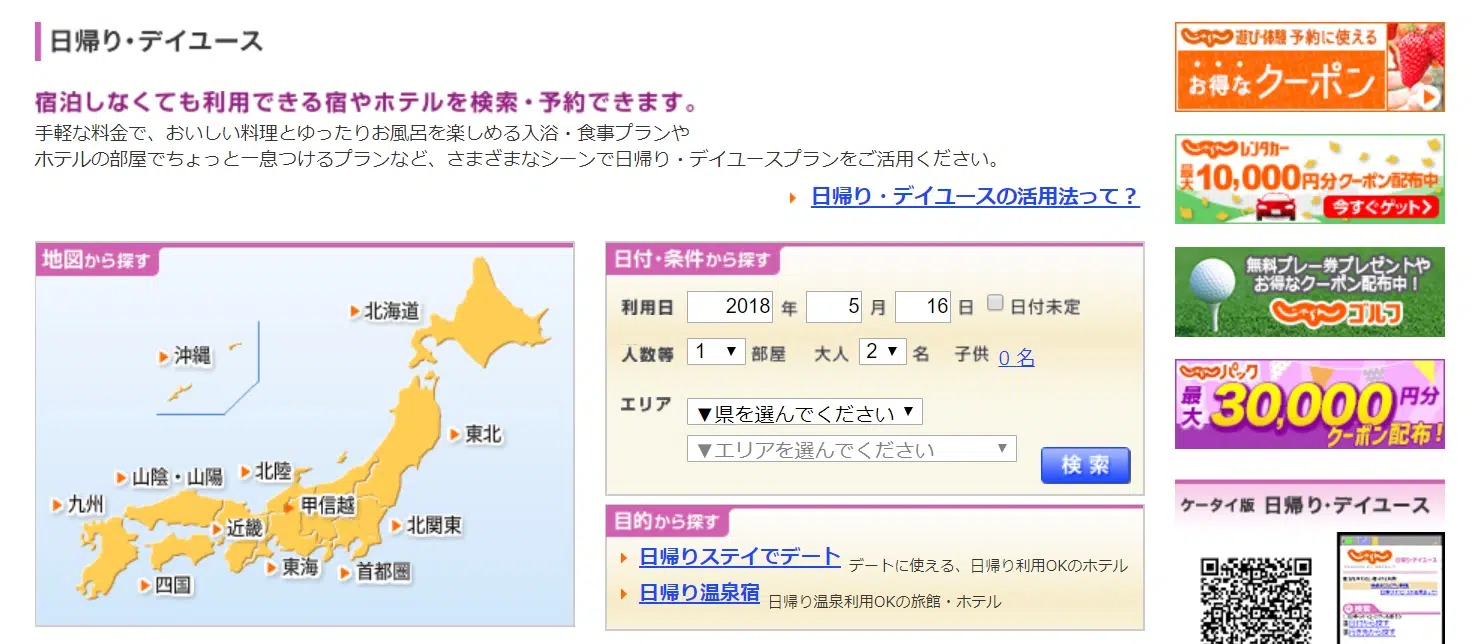 日帰り・デイユース
宿泊しなくても利用できる宿やホテルを検索・予約できます。
手軽な料金で、おいしい料理とゆったりお風呂を楽しめる入浴・食事プランや
ホテルの部屋でちょっと一息つけるプランなど、さまざまなシーンで日帰り・デイユースプランをご活用ください。
日帰り・デイユースの活用法って？
地図から探す
北海道
沖縄
東北
山陰・山陽
北陸
九州
甲信越
近畿
北関東
東海
首都圏
四国
日付・条件から探す
利用日 2018 年 5 月 16 日 日付未定
人数等 1 ▼ 部屋 大人 2 ▼ 名 子供 0 名
エリア ▼県を選んでください ▼
▼エリアを選んでください ▼
検 索
目的から探す
日帰りステイでデート デートに使える、日帰り利用OKのホテル
日帰り温泉宿 日帰り温泉利用OKの旅館・ホテル
じゃらん 遊び・体験 予約に使える
お得なクーポン
じゃらん レンタカー
最大10,000円分クーポン配布中
今すぐゲット
無料プレー券プレゼントや
お得なクーポン配布中！
じゃらん ゴルフ
じゃらん パック
最大30,000円分
クーポン配布！
ケータイ版 日帰り・デイユース
じゃらん 日帰り・デイユース